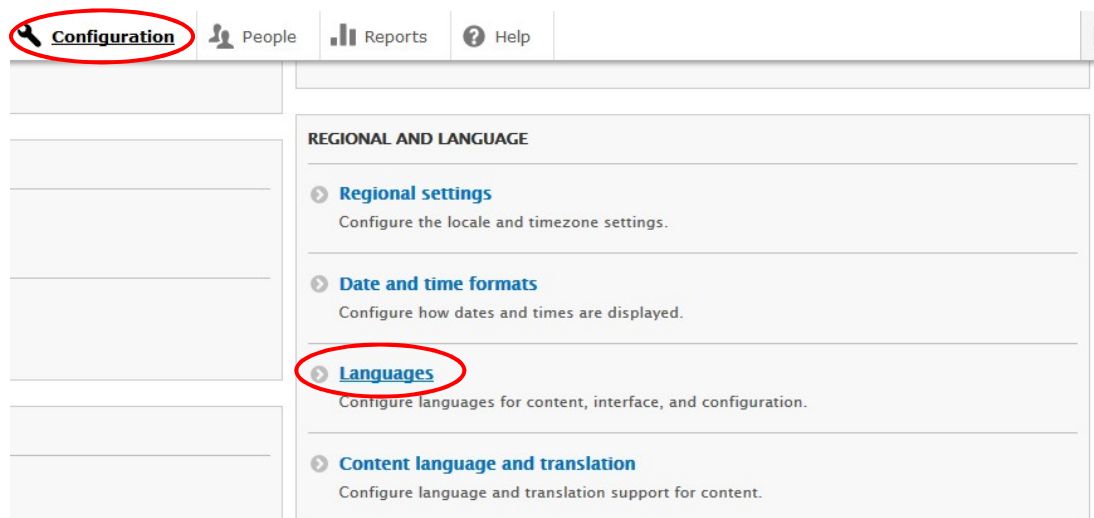 Configuration People Reports Help
REGIONAL AND LANGUAGE
Regional settings
Configure the locale and timezone settings.
Date and time formats
Configure how dates and times are displayed.
Languages
Configure languages for content, interface, and configuration.
Content language and translation
Configure language and translation support for content.